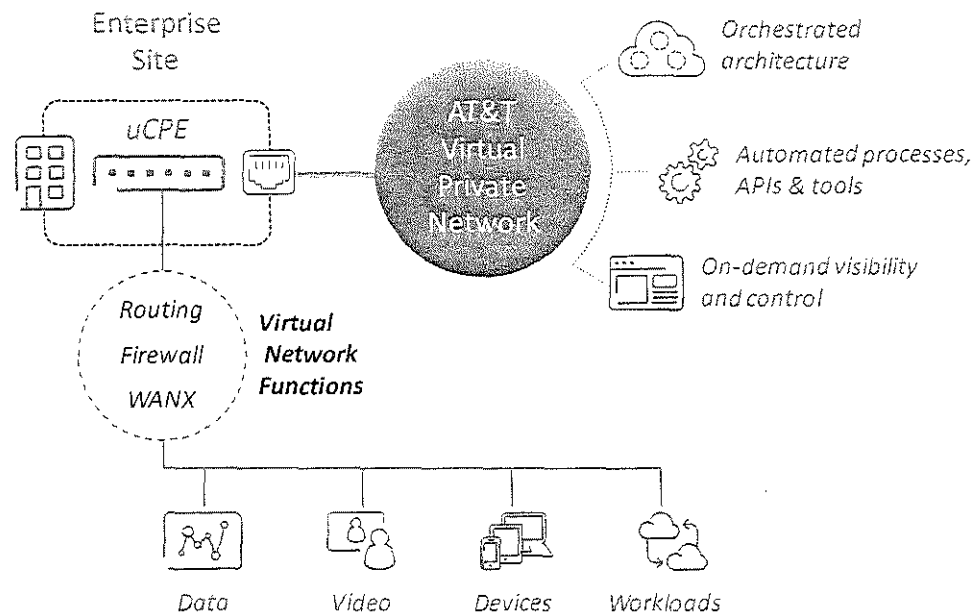 Enterprise
Site
uCPE
AT&T
Virtual
Private
Network
Orchestrated
architecture
Automated processes,
APIs & tools
On-demand visibility
and control
Routing
Firewall
WANX
Virtual
Network
Functions
Data
Video
Devices
Workloads